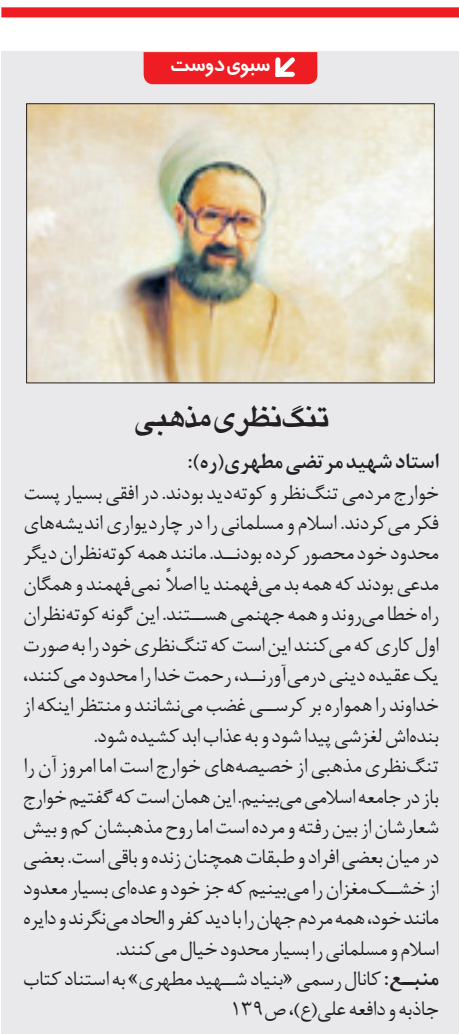 سبوی دوست
تنگ‌نظری مذهبی
استاد شهید مرتضی مطهری(ره):
خوارج مردمی تنگ‌نظر و کوته‌دید بودند. در افقی بسیار پست
فکر می‌کردند. اسلام و مسلمانی را در چاردیواری اندیشه‌های
محدود خود محصور کرده بودنــد. مانند همه کوته‌نظران دیگر
مدعی بودند که همه بد می‌فهمند یا اصلاً نمی‌فهمند و همگان
راه خطا می‌روند و همه جهنمی هســتند. این گونه کوته‌نظران
اول کاری که می‌کنند این است که تنگ‌نظری خود را به صورت
یک عقیده دینی درمی‌آورنــد، رحمت خدا را محدود می‌کنند،
خداوند را همواره بر کرســی غضب می‌نشانند و منتظر اینکه از
بنده‌اش لغزشی پیدا شود و به عذاب ابد کشیده شود.
تنگ‌نظری مذهبی از خصیصه‌های خوارج است اما امروز آن را
باز در جامعه اسلامی می‌بینیم. این همان است که گفتیم خوارج
شعارشان از بین رفته و مرده است اما روح مذهبشان کم و بیش
در میان بعضی افراد و طبقات همچنان زنده و باقی است. بعضی
از خشــک‌مغزان را می‌بینیم که جز خود و عده‌ای بسیار معدود
مانند خود، همه مردم جهان را با دید کفر و الحاد می‌نگرند و دایره
اسلام و مسلمانی را بسیار محدود خیال می‌کنند.
منبــع: کانال رسمی «بنیاد شــهید مطهری» به استناد کتاب
جاذبه و دافعه علی(ع)، ص۱۳۹